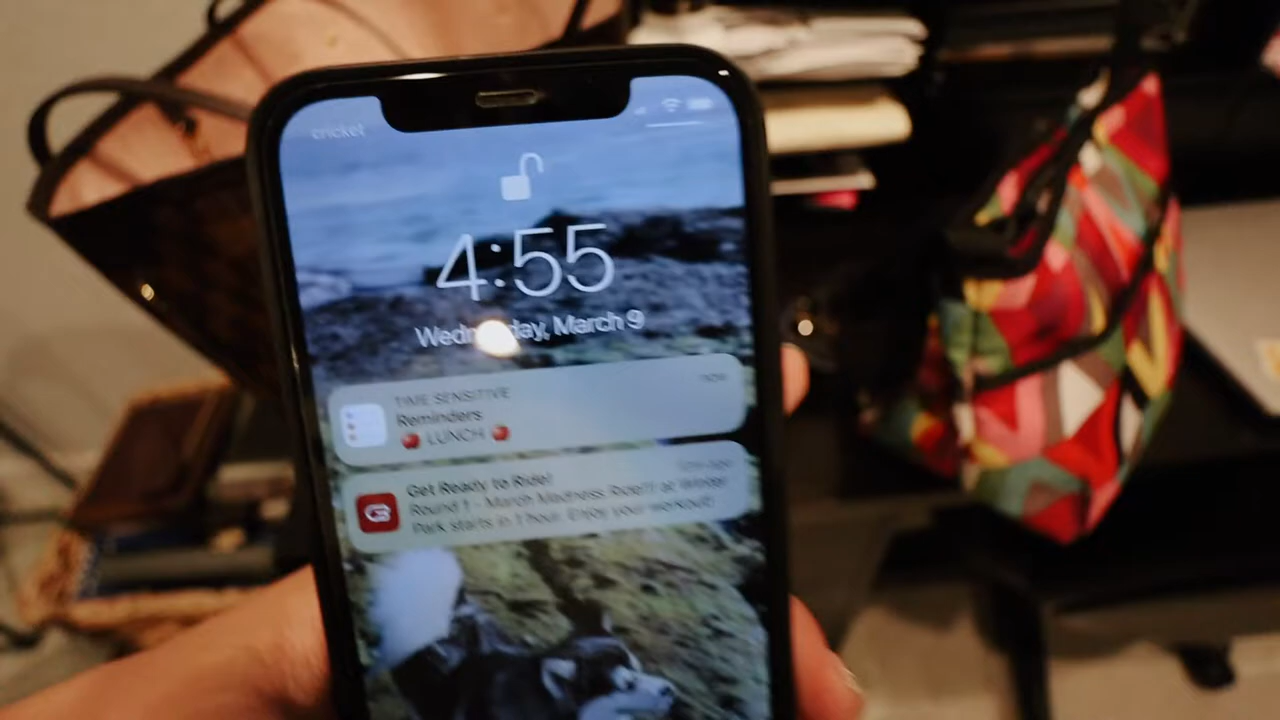 cricket
4:55
Wednesday, March 9
TIME SENSITIVE
now
Reminders
🍎 LUNCH 🍎
Get Ready to Ride!
Round 1 - March Madness Ride!! at Winter
Park starts in 1 hour. Enjoy your workout!